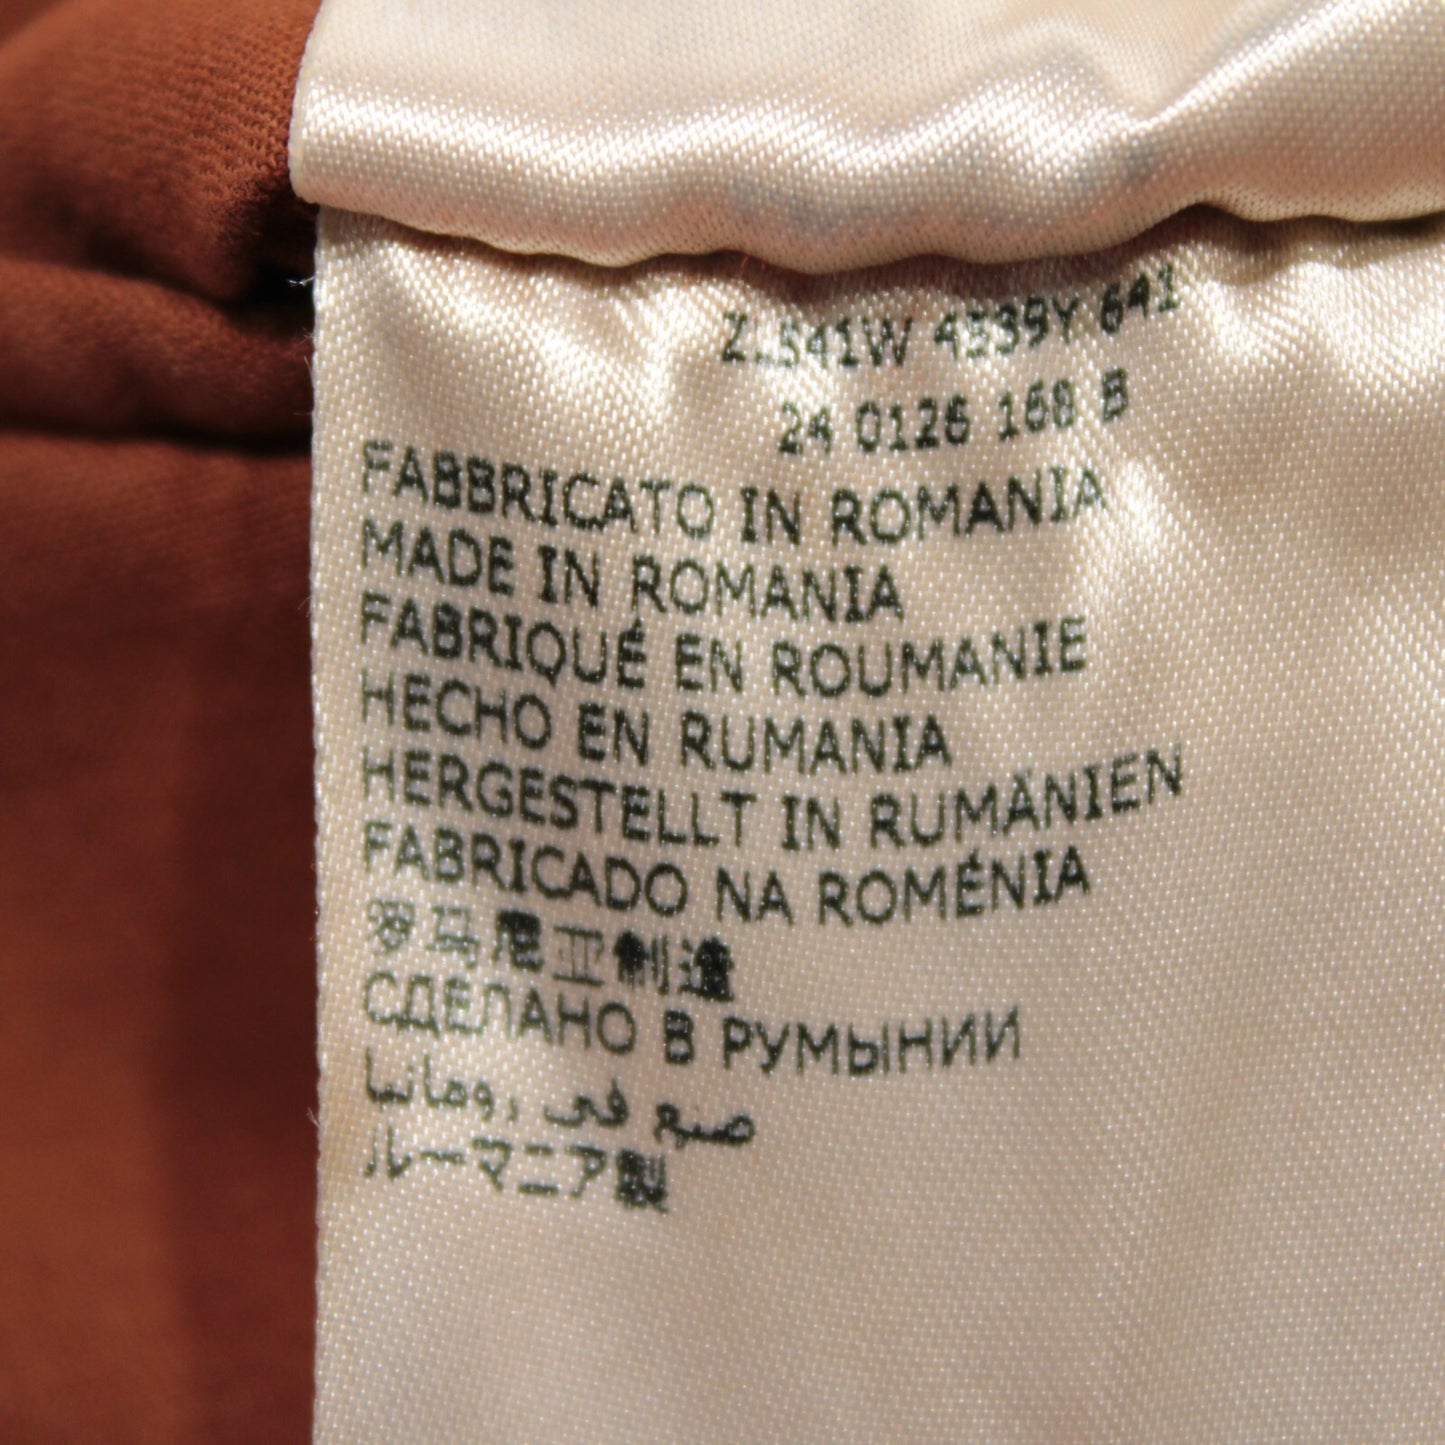 Z.541W 4539Y 641
24 0126 168 B
FABBRICATO IN ROMANIA
MADE IN ROMANIA
FABRIQUÉ EN ROUMANIE
HECHO EN RUMANIA
HERGESTELLT IN RUMÄNIEN
FABRICADO NA ROMÉNIA
罗马尼亚制造
СДЕЛАНО В РУМЫНИИ
صنع في رومانيا
ルーマニア製